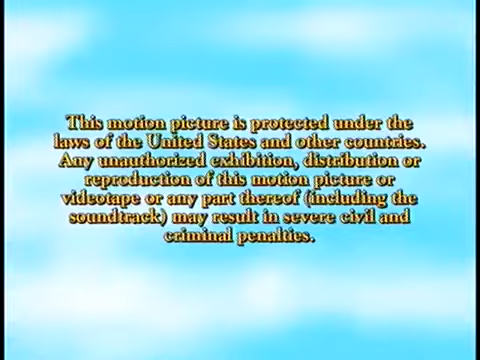 This motion picture is protected under the
laws of the United States and other countries.
Any unauthorized exhibition, distribution or
reproduction of this motion picture or
videotape or any part thereof (including the
soundtrack) may result in severe civil and
criminal penalties.